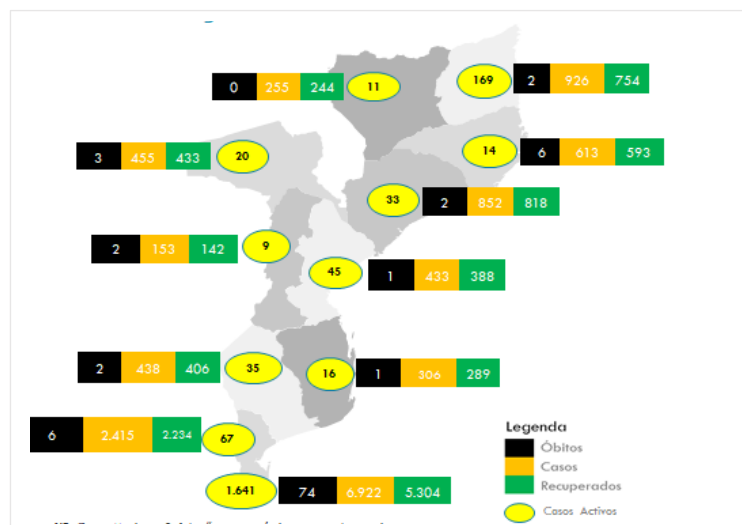 169 2 926 754
0 255 244 11
14 6 613 593
3 455 433 20
33 2 852 818
2 153 142 9
45 1 433 388
2 438 406 35
16 1 306 289
6 2.415 2.234 67
1.641 74 6.922 5.304
Legenda
Óbitos
Casos
Recuperados
Casos Activos